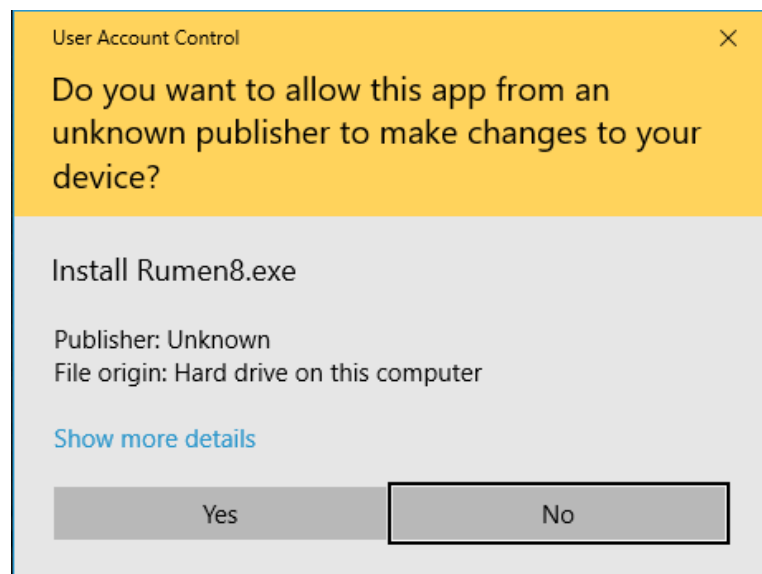 User Account Control
Do you want to allow this app from an
unknown publisher to make changes to your
device?
Install Rumen8.exe
Publisher: Unknown
File origin: Hard drive on this computer
Show more details
Yes
No